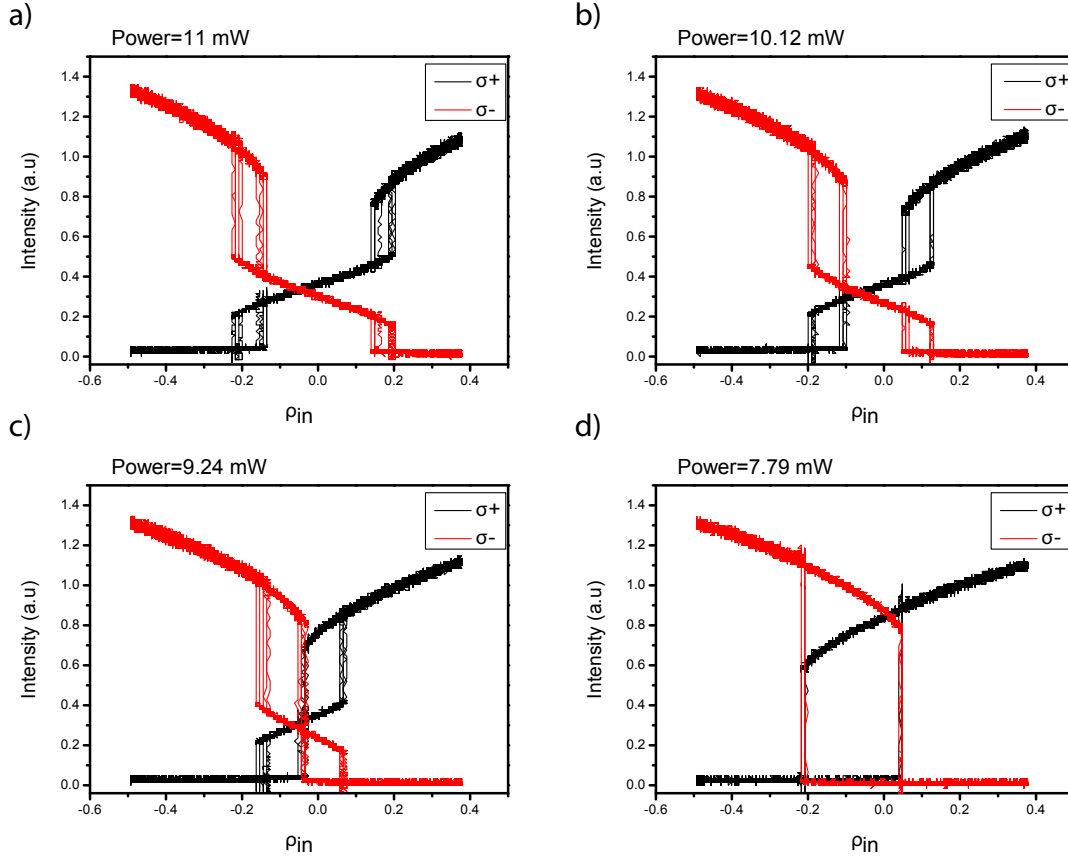 a)
Power=11 mW
1.4
1.2
1.0
0.8
0.6
0.4
0.2
0.0
Intensity (a.u)
σ+
σ-
-0.6 -0.4 -0.2 0.0 0.2 0.4
ρin
b)
Power=10.12 mW
1.4
1.2
1.0
0.8
0.6
0.4
0.2
0.0
Intensity (a.u)
σ+
σ-
-0.6 -0.4 -0.2 0.0 0.2 0.4
ρin
c)
Power=9.24 mW
1.4
1.2
1.0
0.8
0.6
0.4
0.2
0.0
Intensity (a.u)
σ+
σ-
-0.6 -0.4 -0.2 0.0 0.2 0.4
ρin
d)
Power=7.79 mW
1.4
1.2
1.0
0.8
0.6
0.4
0.2
0.0
Intensity (a.u)
σ+
σ-
-0.6 -0.4 -0.2 0.0 0.2 0.4
ρin